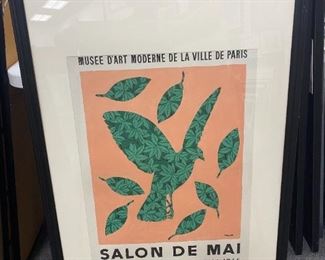 MUSEE D'ART MODERNE DE LA VILLE DE PARIS
SALON DE MAI